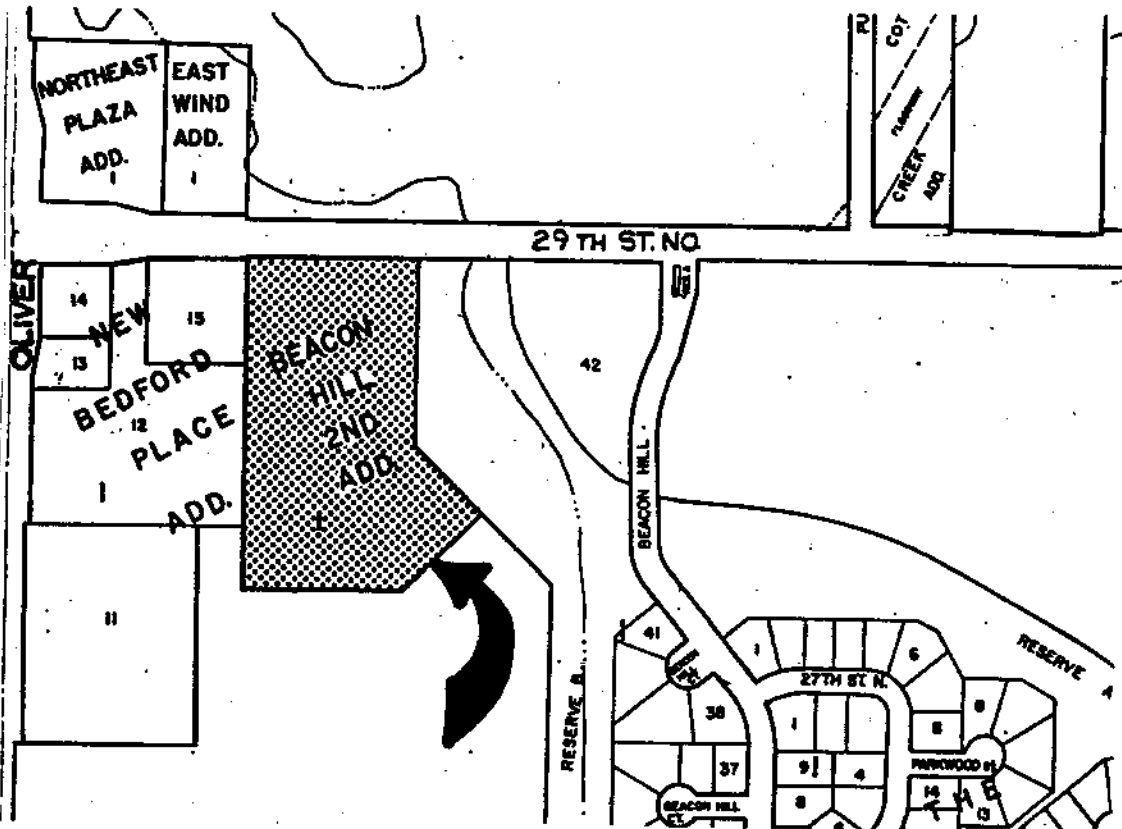 COT
FLOODWAY
CREEK
ADD.
NORTHEAST
PLAZA
ADD.
1
EAST
WIND
ADD.
1
29TH ST. NO.
OLIVER
14
13
15
NEW
BEDFORD
12
PLACE
1
ADD.
11
BEACON
HILL
2ND
ADD.
1
42
BEACON HILL
RESERVE B
RESERVE A
41
38
37
BEACON HILL
CT.
1
6
27TH ST. N.
8
9
1
9
4
8
PARKWOOD
14
13
H E